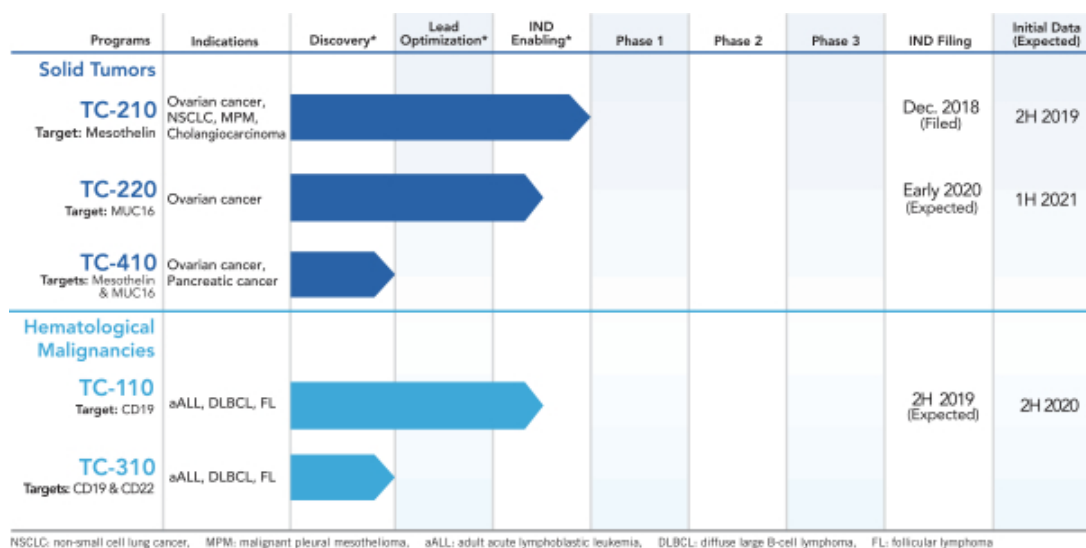 Programs Indications Discovery* Lead Optimization* IND Enabling* Phase 1 Phase 2 Phase 3 IND Filing Initial Data (Expected)
Solid Tumors
TC-210
Target: Mesothelin
Ovarian cancer,
NSCLC, MPM,
Cholangiocarcinoma
Dec. 2018
(Filed)
2H 2019
TC-220
Target: MUC16
Ovarian cancer
Early 2020
(Expected)
1H 2021
TC-410
Targets: Mesothelin
& MUC16
Ovarian cancer,
Pancreatic cancer
Hematological
Malignancies
TC-110
Target: CD19
aALL, DLBCL, FL
2H 2019
(Expected)
2H 2020
TC-310
Targets: CD19 & CD22
aALL, DLBCL, FL
NSCLC: non-small cell lung cancer, MPM: malignant pleural mesothelioma, aALL: adult acute lymphoblastic leukemia, DLBCL: diffuse large B-cell lymphoma, FL: follicular lymphoma